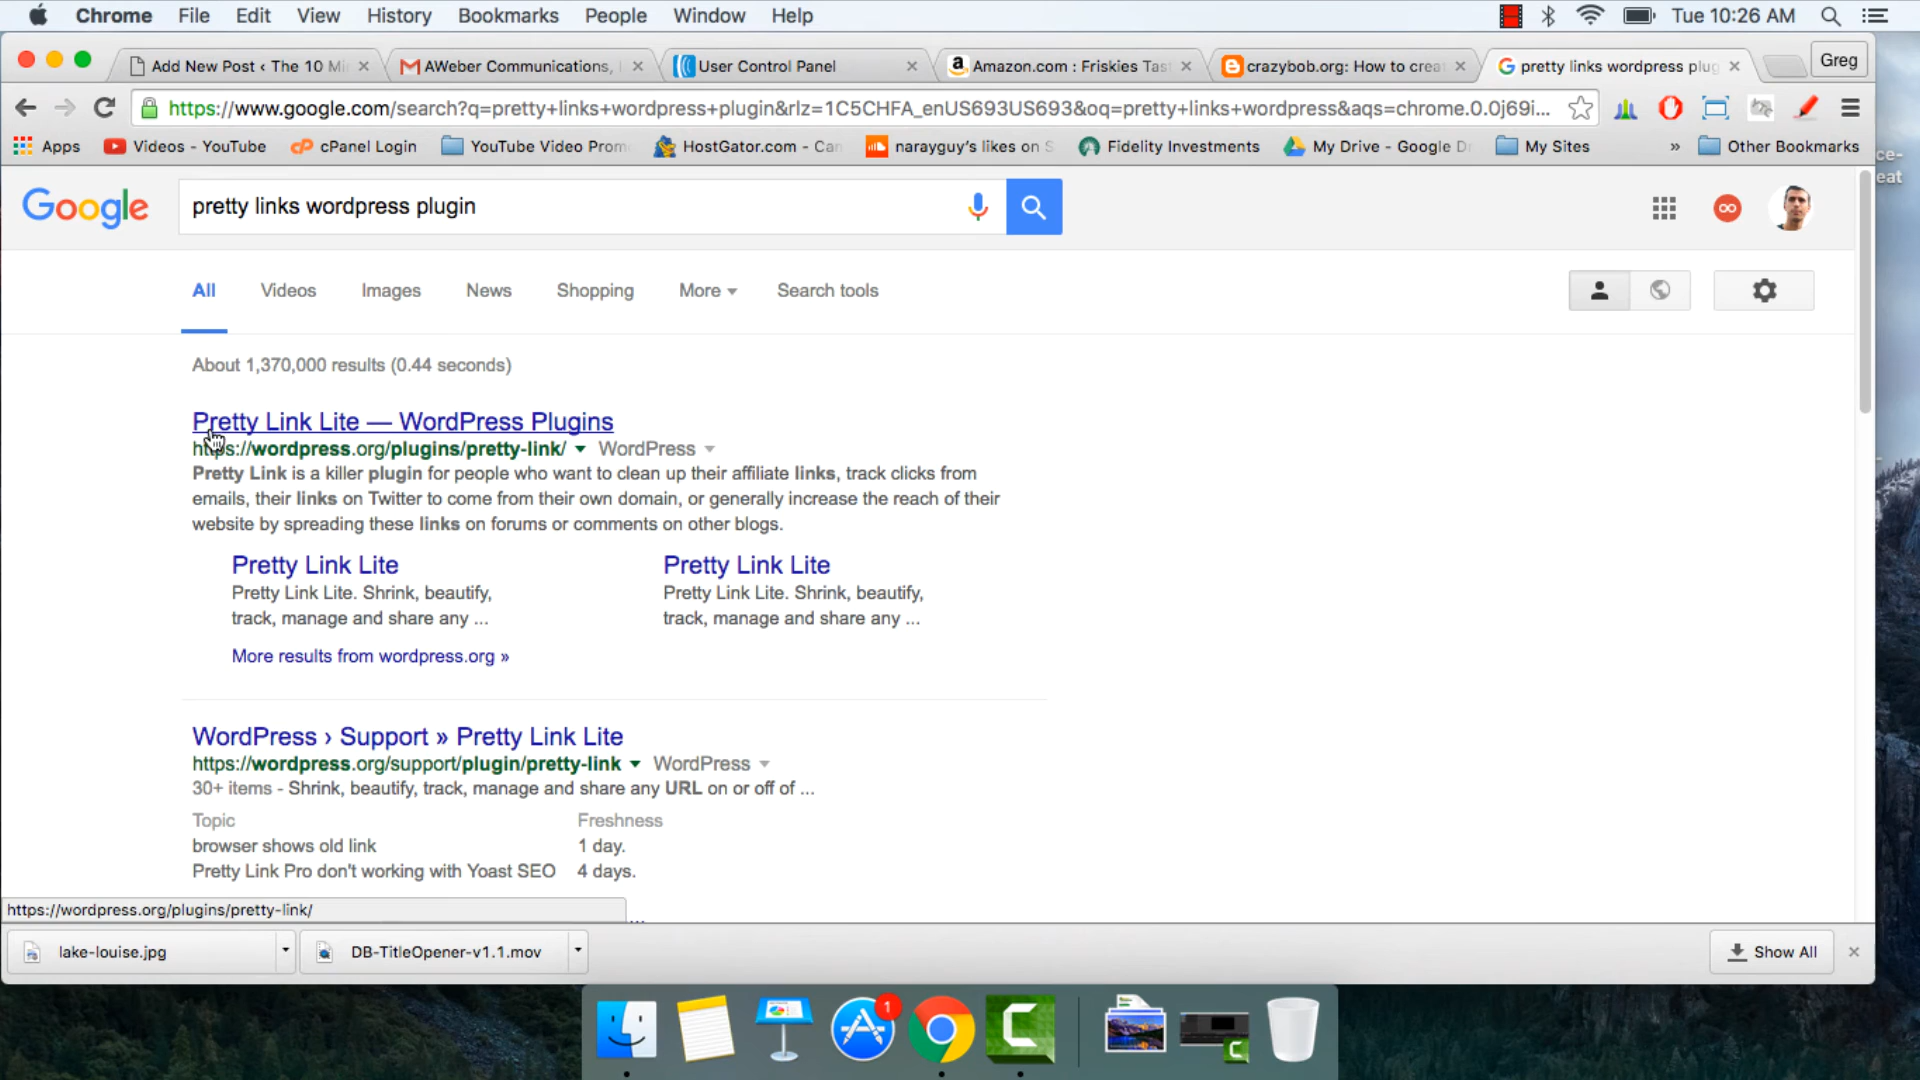 Chrome File Edit View History Bookmarks People Window Help Tue 10:26 AM
Add New Post ‹ The 10 Mi
AWeber Communications,
User Control Panel
Amazon.com : Friskies Tast
crazybob.org: How to creat
pretty links wordpress plug
Greg
https://www.google.com/search?q=pretty+links+wordpress+plugin&rlz=1C5CHFA_enUS693US693&oq=pretty+links+wordpress&aqs=chrome.0.0j69i...
Apps Videos - YouTube cPanel Login YouTube Video Prom HostGator.com - Can narayguy's likes on S Fidelity Investments My Drive - Google D My Sites » Other Bookmarks
ce-
eat
Google pretty links wordpress plugin
All Videos Images News Shopping More Search tools
About 1,370,000 results (0.44 seconds)
Pretty Link Lite — WordPress Plugins
https://wordpress.org/plugins/pretty-link/ WordPress
Pretty Link is a killer plugin for people who want to clean up their affiliate links, track clicks from
emails, their links on Twitter to come from their own domain, or generally increase the reach of their
website by spreading these links on forums or comments on other blogs.
Pretty Link Lite Pretty Link Lite
Pretty Link Lite. Shrink, beautify, Pretty Link Lite. Shrink, beautify,
track, manage and share any ... track, manage and share any ...
More results from wordpress.org »
WordPress › Support » Pretty Link Lite
https://wordpress.org/support/plugin/pretty-link WordPress
30+ items - Shrink, beautify, track, manage and share any URL on or off of ...
Topic Freshness
browser shows old link 1 day.
Pretty Link Pro don't working with Yoast SEO 4 days.
https://wordpress.org/plugins/pretty-link/
...
lake-louise.jpg DB-TitleOpener-v1.1.mov Show All
1